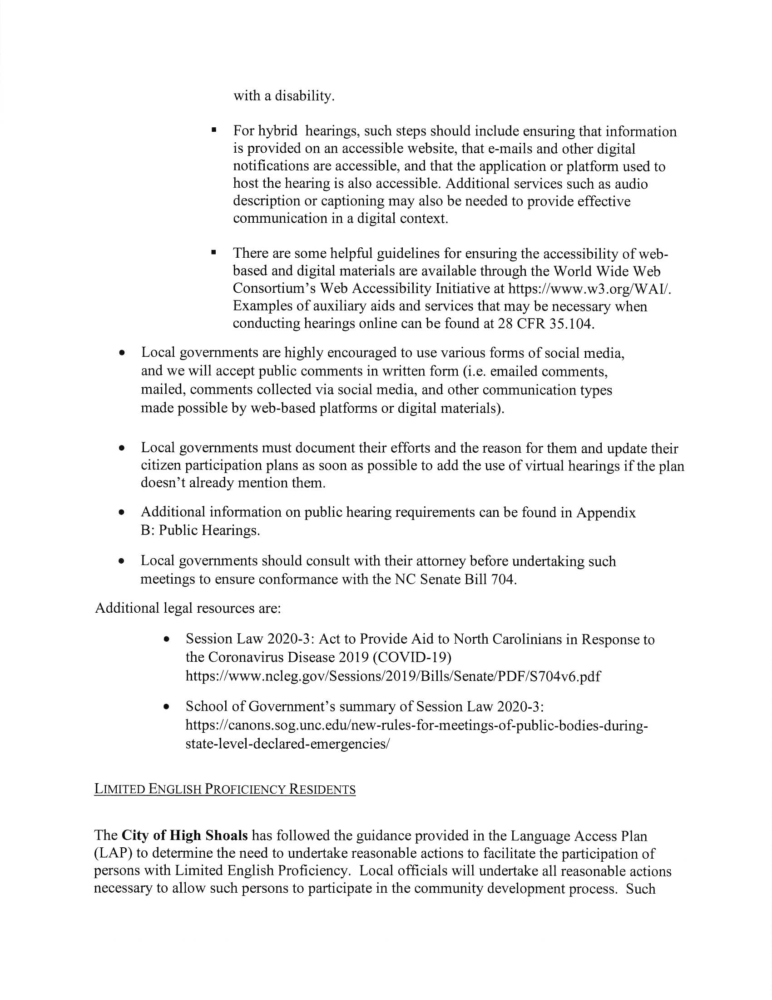 with a disability.
▪ For hybrid  hearings, such steps should include ensuring that information
is provided on an accessible website, that e-mails and other digital
notifications are accessible, and that the application or platform used to
host the hearing is also accessible. Additional services such as audio
description or captioning may also be needed to provide effective
communication in a digital context.
▪ There are some helpful guidelines for ensuring the accessibility of web-
based and digital materials are available through the World Wide Web
Consortium’s Web Accessibility Initiative at https://www.w3.org/WAI/.
Examples of auxiliary aids and services that may be necessary when
conducting hearings online can be found at 28 CFR 35.104.
• Local governments are highly encouraged to use various forms of social media,
and we will accept public comments in written form (i.e. emailed comments,
mailed, comments collected via social media, and other communication types
made possible by web-based platforms or digital materials).
• Local governments must document their efforts and the reason for them and update their
citizen participation plans as soon as possible to add the use of virtual hearings if the plan
doesn’t already mention them.
• Additional information on public hearing requirements can be found in Appendix
B: Public Hearings.
• Local governments should consult with their attorney before undertaking such
meetings to ensure conformance with the NC Senate Bill 704.
Additional legal resources are:
• Session Law 2020-3: Act to Provide Aid to North Carolinians in Response to
the Coronavirus Disease 2019 (COVID-19)
https://www.ncleg.gov/Sessions/2019/Bills/Senate/PDF/S704v6.pdf
• School of Government’s summary of Session Law 2020-3:
https://canons.sog.unc.edu/new-rules-for-meetings-of-public-bodies-during-
state-level-declared-emergencies/
LIMITED ENGLISH PROFICIENCY RESIDENTS
The City of High Shoals has followed the guidance provided in the Language Access Plan
(LAP) to determine the need to undertake reasonable actions to facilitate the participation of
persons with Limited English Proficiency.  Local officials will undertake all reasonable actions
necessary to allow such persons to participate in the community development process.  Such